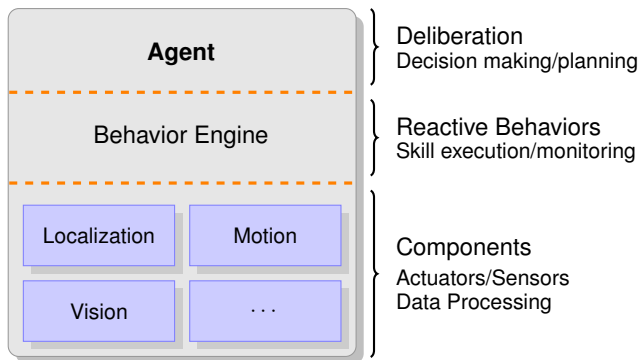 Agent
Deliberation
Decision making/planning
Behavior Engine
Reactive Behaviors
Skill execution/monitoring
Localization
Motion
Vision
···
Components
Actuators/Sensors
Data Processing